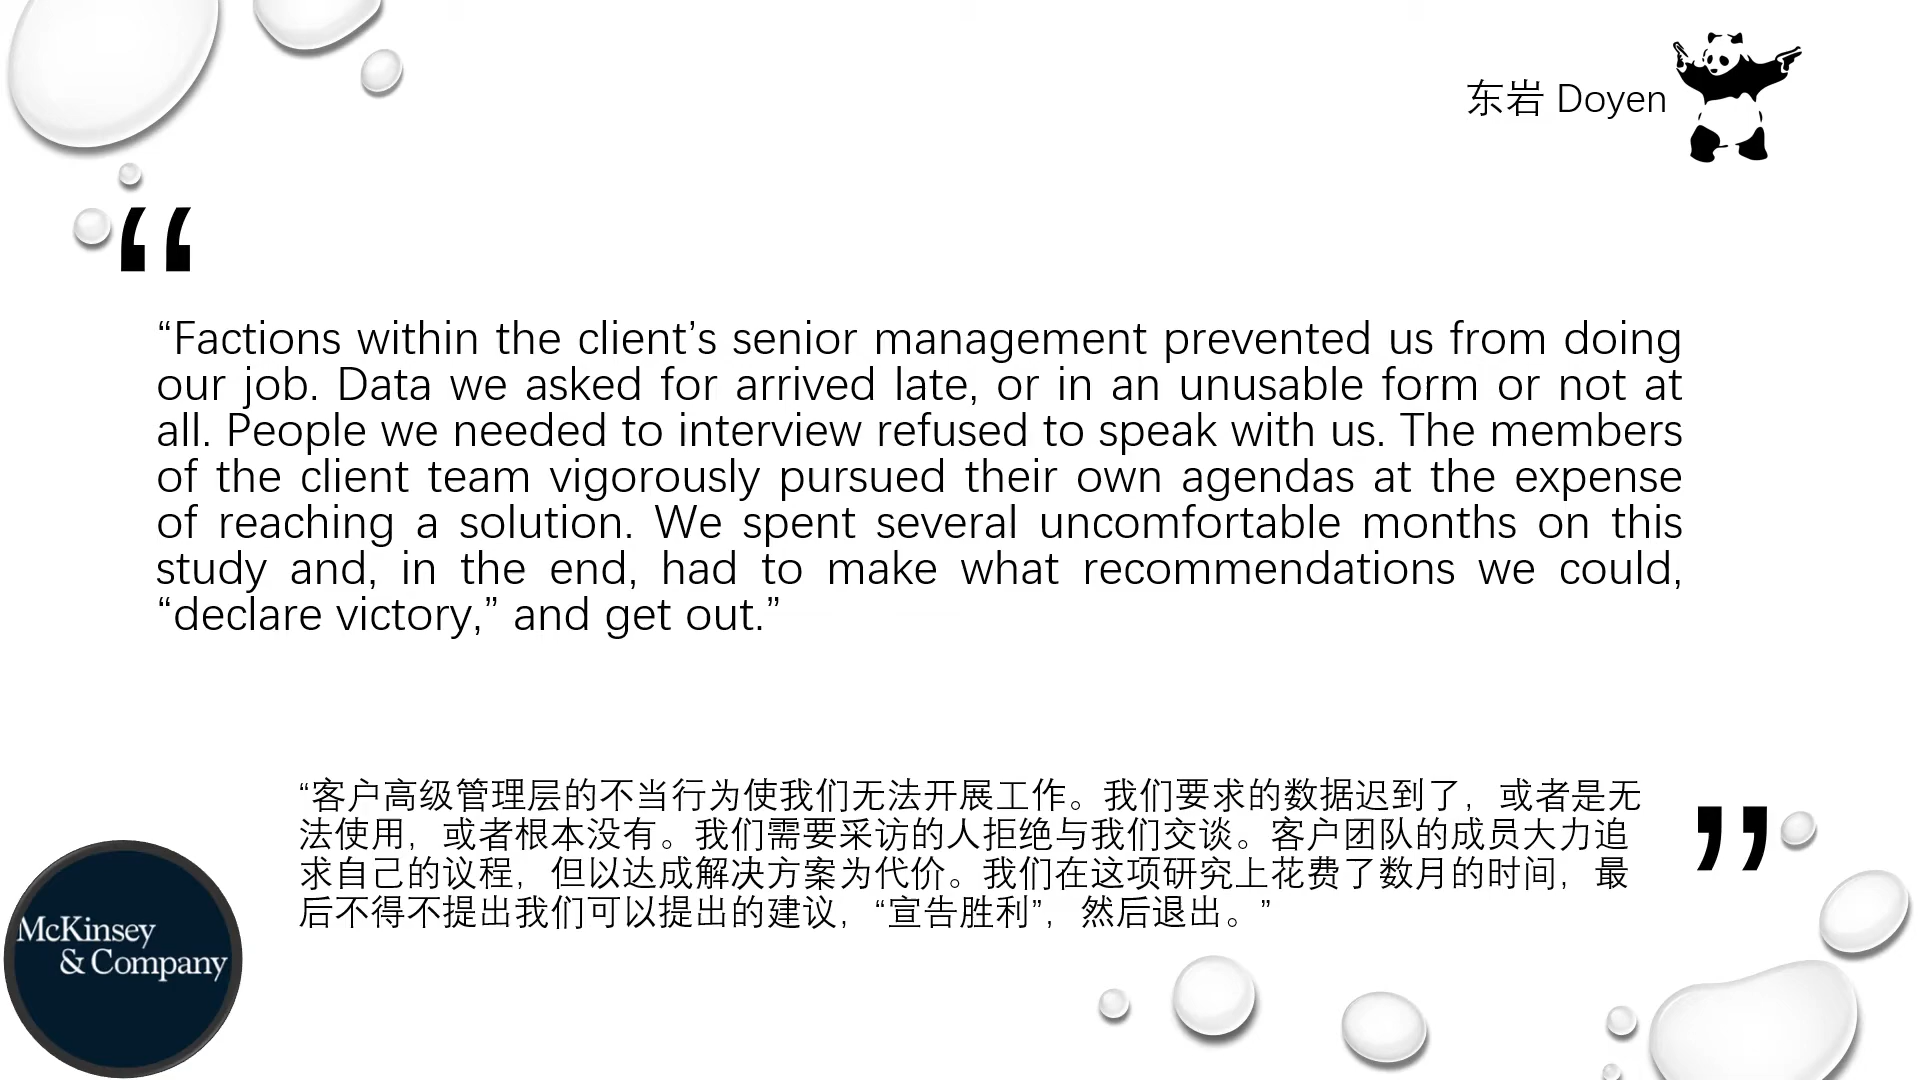 东岩 Doyen
“
“Factions within the client’s senior management prevented us from doing
our job. Data we asked for arrived late, or in an unusable form or not at
all. People we needed to interview refused to speak with us. The members
of the client team vigorously pursued their own agendas at the expense
of reaching a solution. We spent several uncomfortable months on this
study and, in the end, had to make what recommendations we could,
“declare victory,” and get out.”
“客户高级管理层的不当行为使我们无法开展工作。我们要求的数据迟到了，或者是无
法使用，或者根本没有。我们需要采访的人拒绝与我们交谈。客户团队的成员大力追
求自己的议程，但以达成解决方案为代价。我们在这项研究上花费了数月的时间，最
后不得不提出我们可以提出的建议，“宣告胜利”，然后退出。”
”
McKinsey
& Company